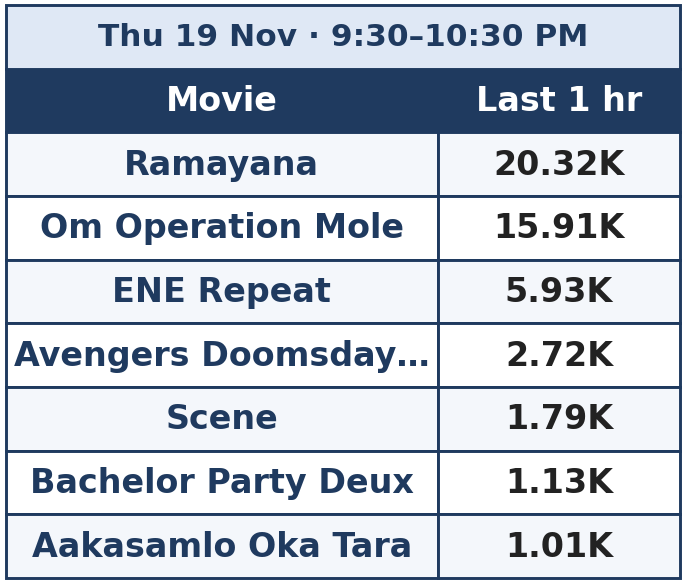 Thu 19 Nov · 9:30–10:30 PM
Movie Last 1 hr
Ramayana 20.32K
Om Operation Mole 15.91K
ENE Repeat 5.93K
Avengers Doomsday... 2.72K
Scene 1.79K
Bachelor Party Deux 1.13K
Aakasamlo Oka Tara 1.01K